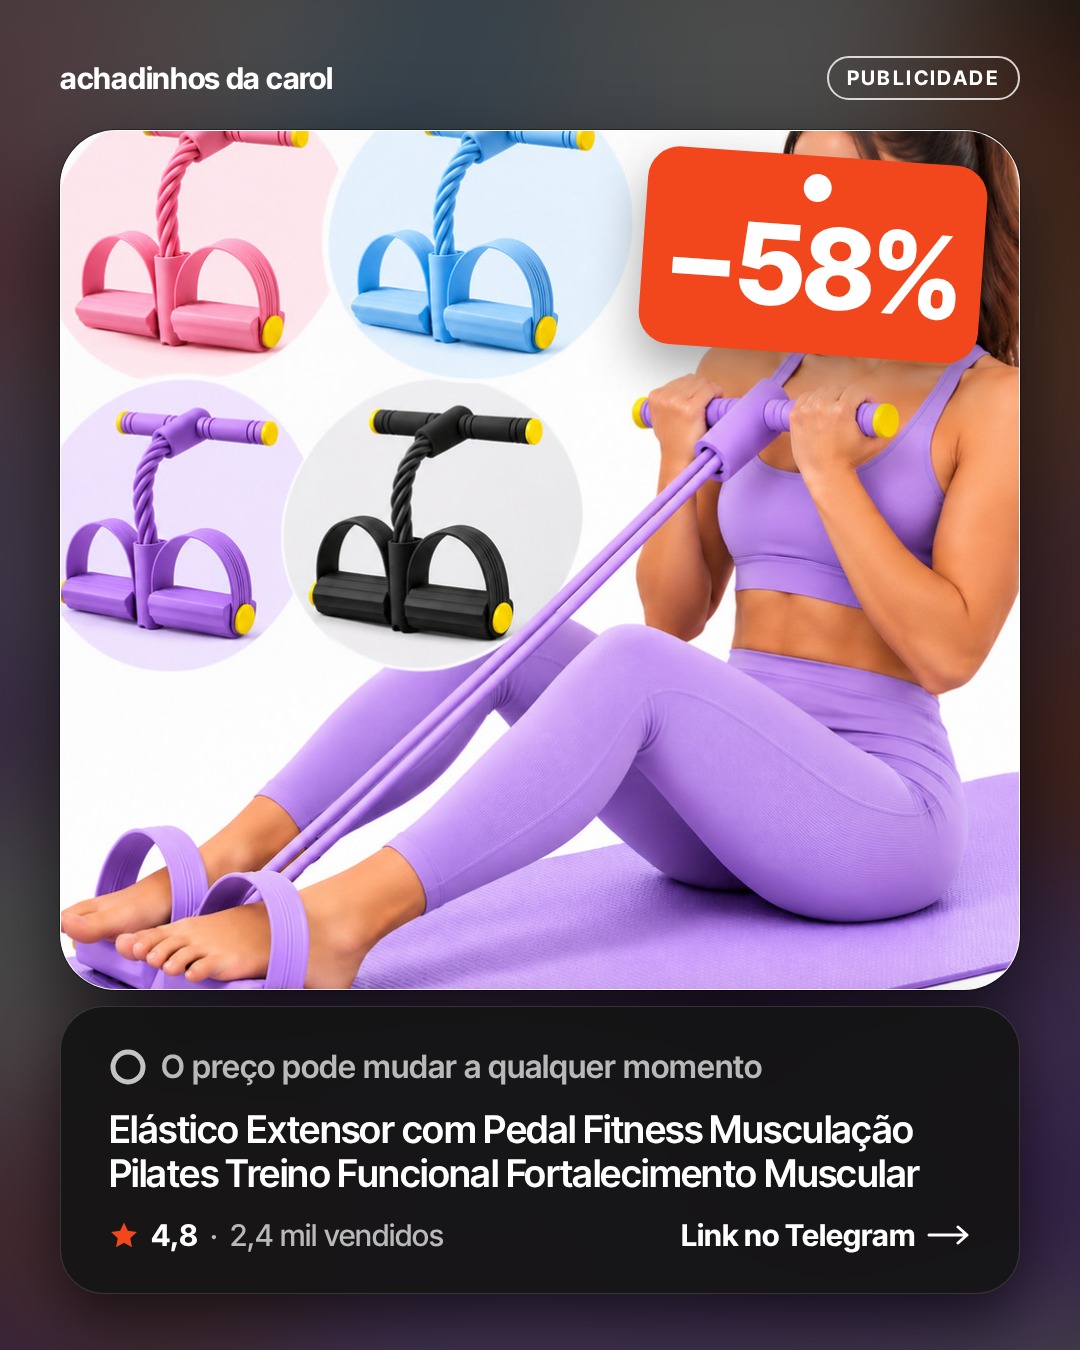 achadinhos da carol
PUBLICIDADE
–58%
O preço pode mudar a qualquer momento
Elástico Extensor com Pedal Fitness Musculação
Pilates Treino Funcional Fortalecimento Muscular
4,8 · 2,4 mil vendidos
Link no Telegram →